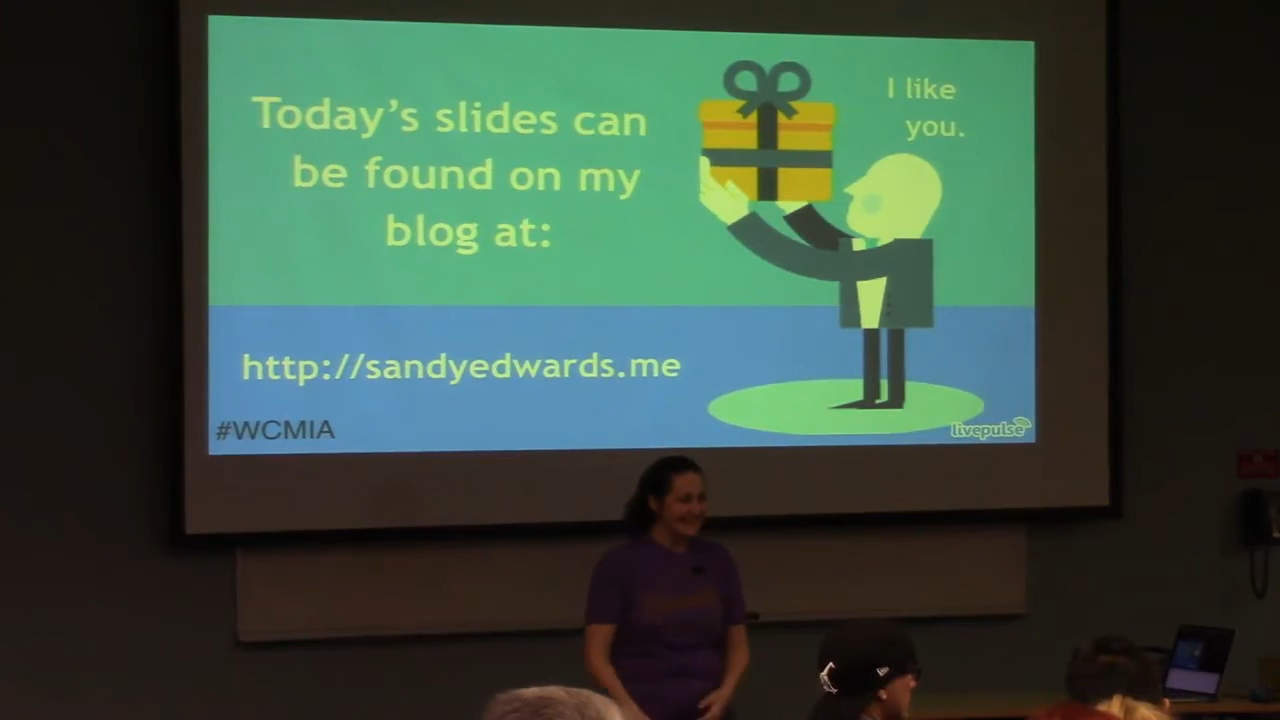 Today's slides can
be found on my
blog at:
I like
you.
http://sandyedwards.me
#WCMIA
livepulse